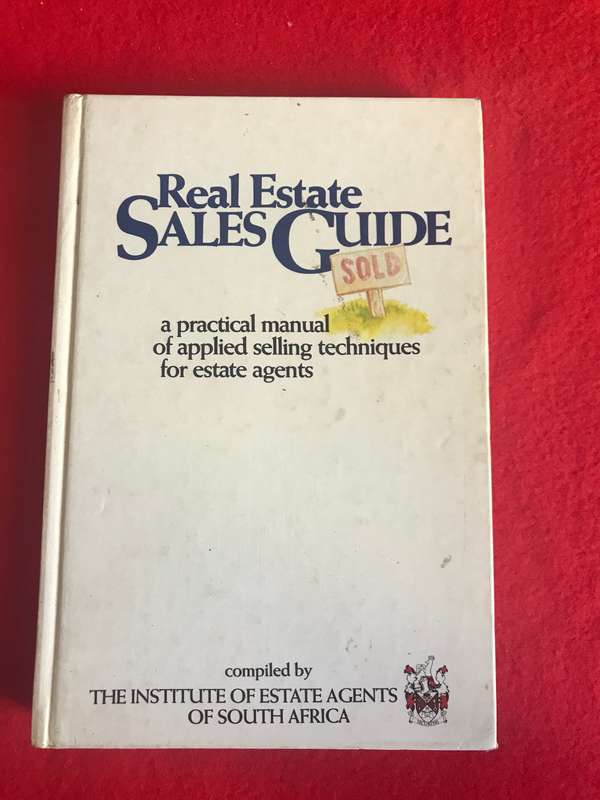 Real Estate
SALES GUIDE
SOLD
a practical manual
of applied selling techniques
for estate agents
compiled by
THE INSTITUTE OF ESTATE AGENTS
OF SOUTH AFRICA